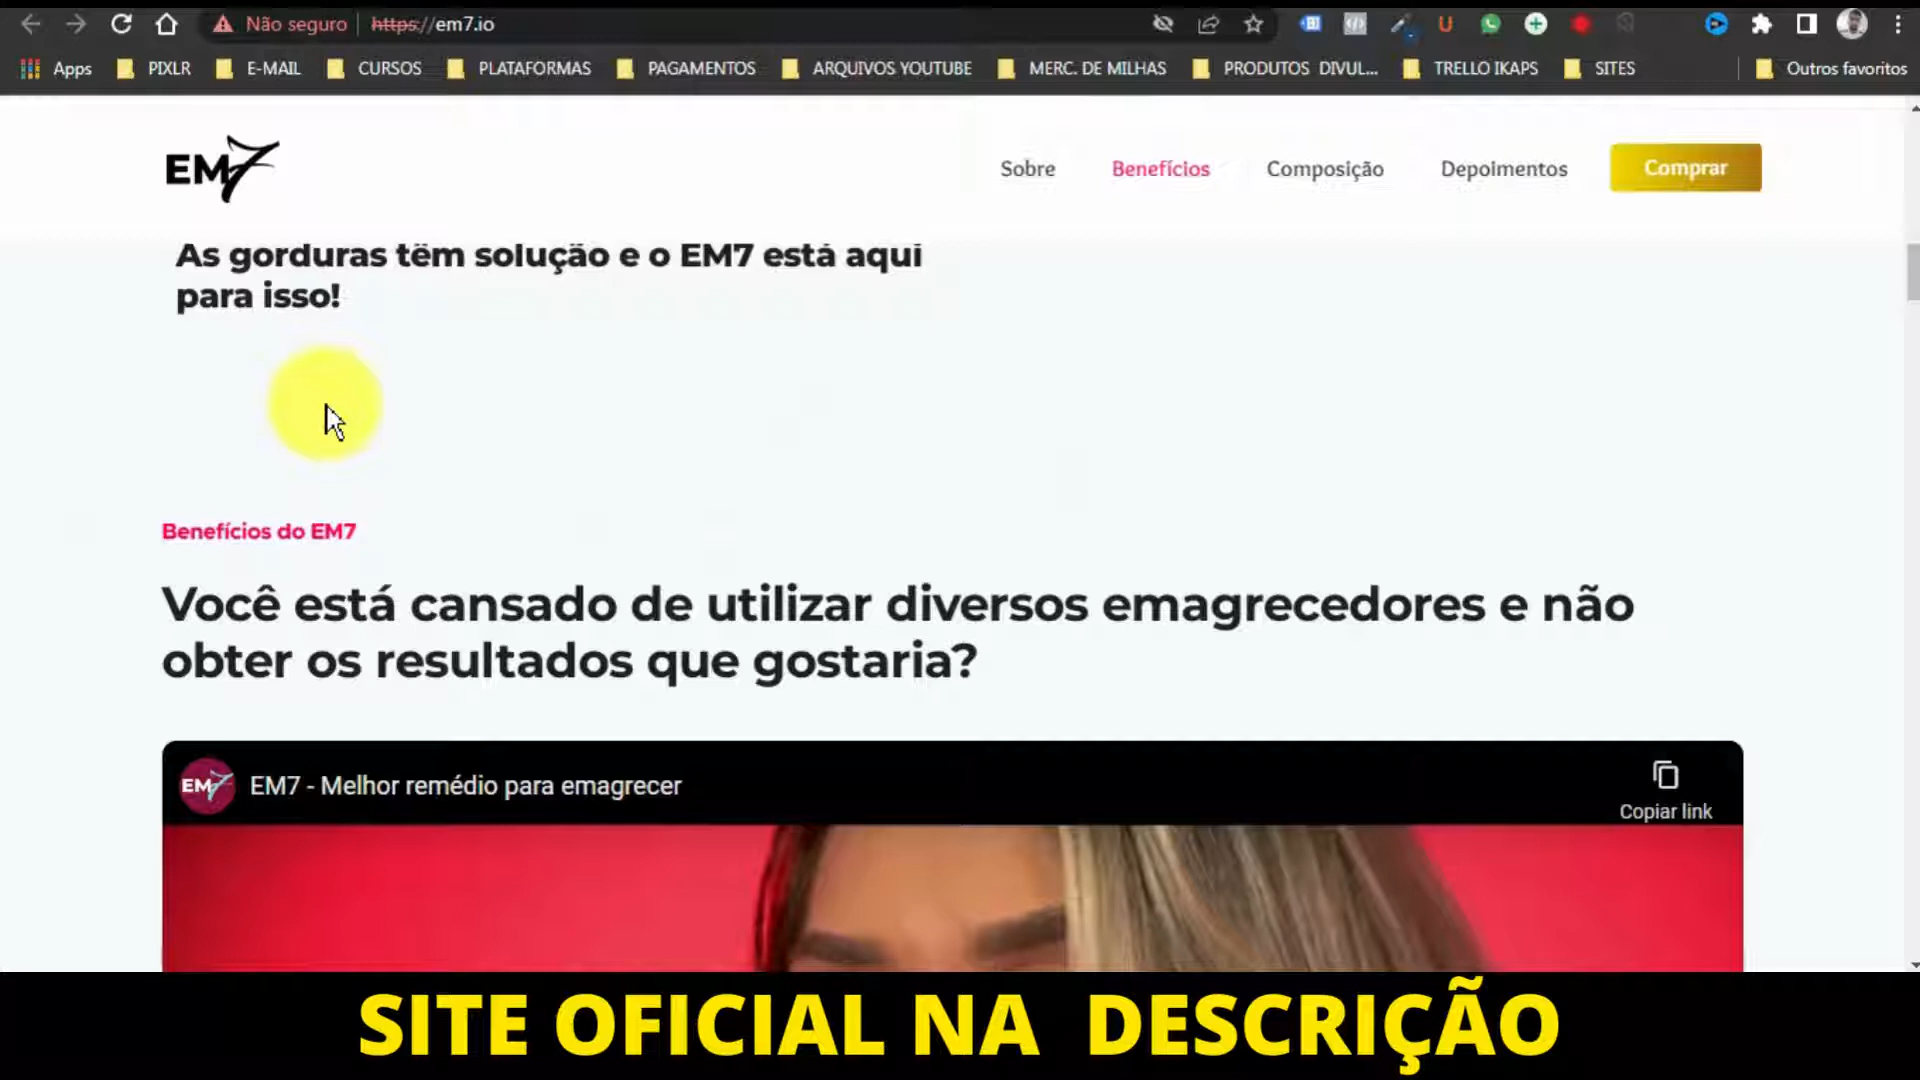 Não seguro
https://em7.io
Apps
PIXLR
E-MAIL
CURSOS
PLATAFORMAS
PAGAMENTOS
ARQUIVOS YOUTUBE
MERC. DE MILHAS
PRODUTOS DIVUL...
TRELLO IKAPS
SITES
Outros favoritos
EM7
Sobre
Benefícios
Composição
Depoimentos
Comprar
As gorduras têm solução e o EM7 está aqui
para isso!
Benefícios do EM7
Você está cansado de utilizar diversos emagrecedores e não
obter os resultados que gostaria?
EM7
EM7 - Melhor remédio para emagrecer
Copiar link
SITE OFICIAL NA DESCRIÇÃO